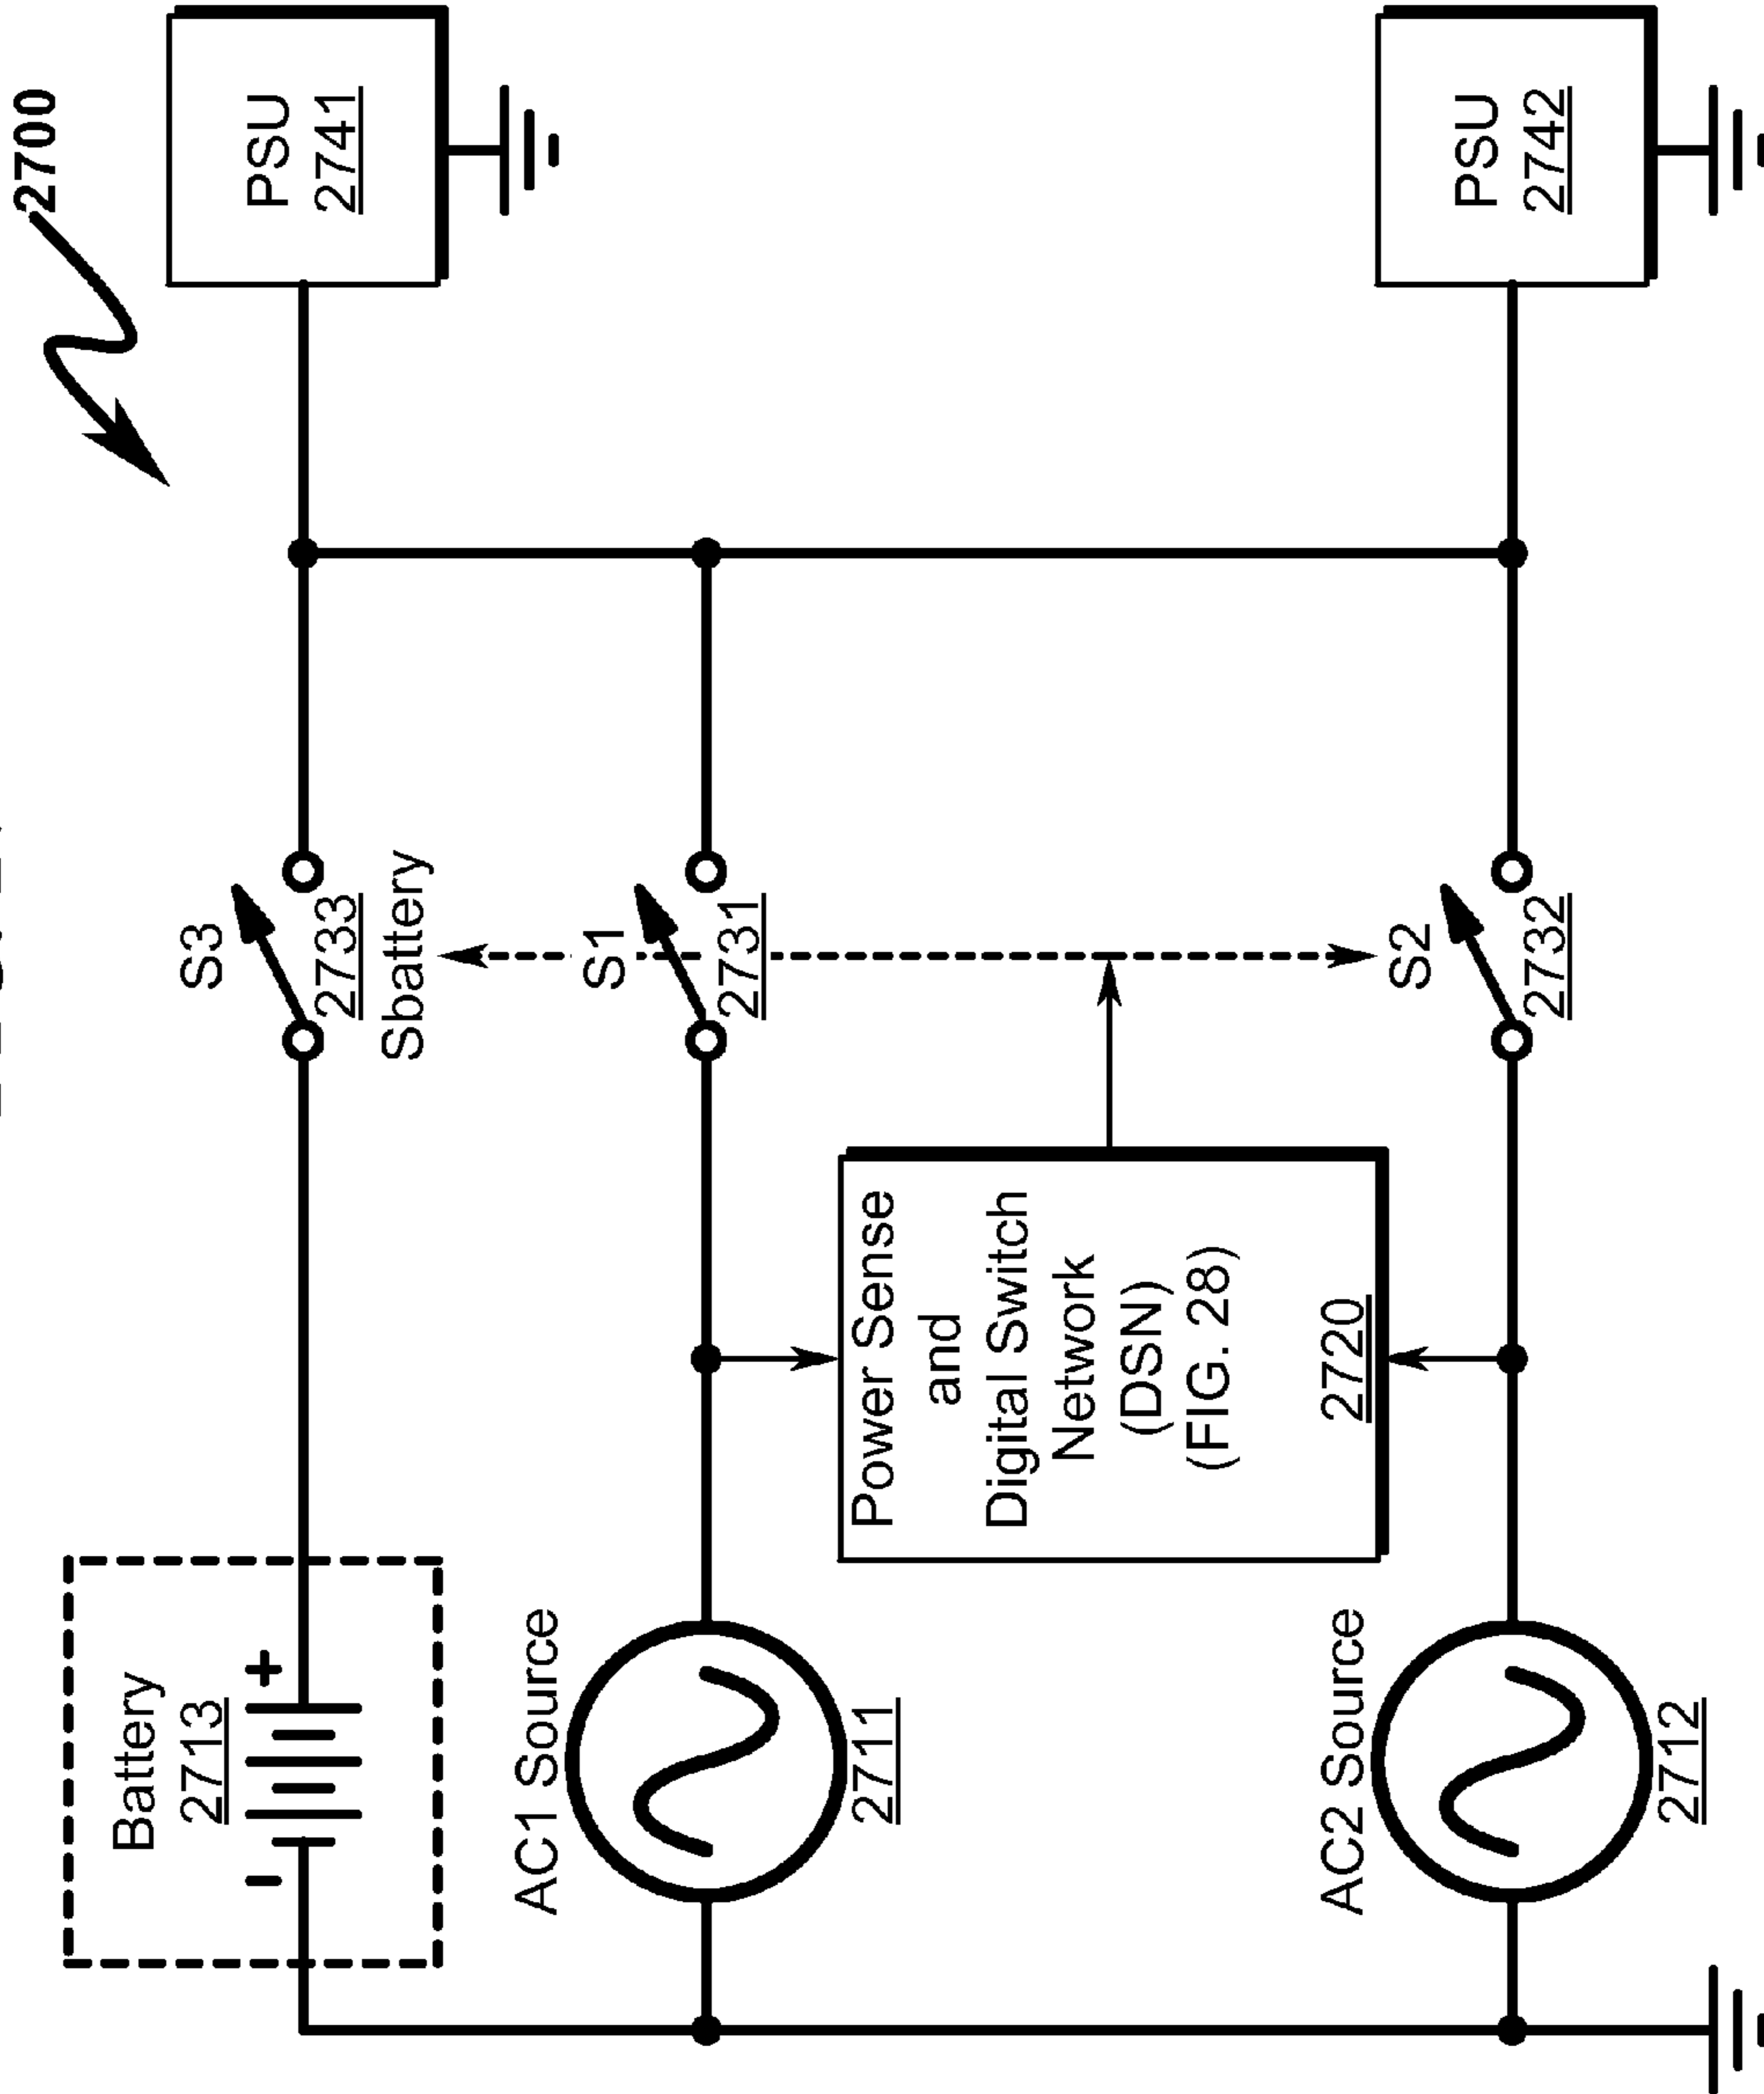 2700
Battery
2713
- +
S3
2733
Sbattery
PSU
2741
AC1 Source
2711
S1
2731
Power Sense
and
Digital Switch
Network
(DSN)
(FIG. 28)
2720
AC2 Source
2712
S2
2732
PSU
2742